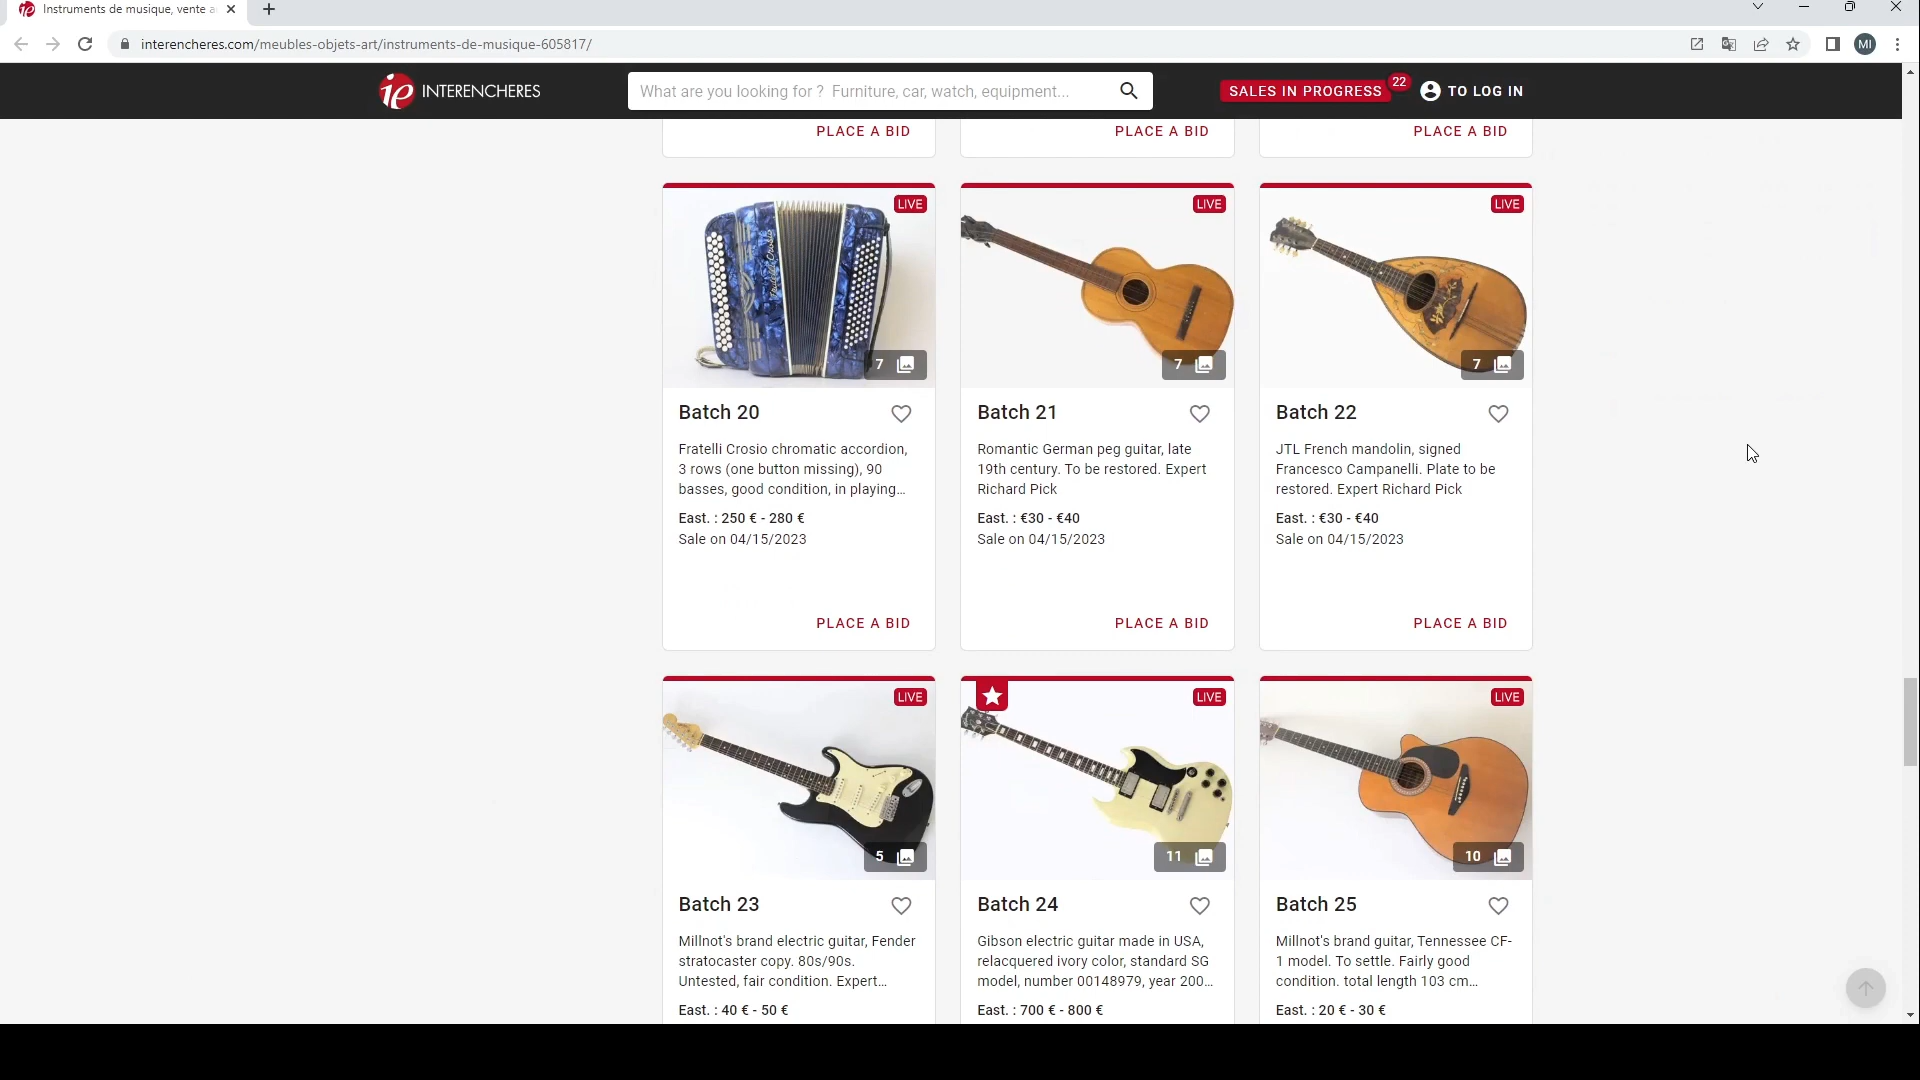 Instruments de musique, vente a
interencheres.com/meubles-objets-art/instruments-de-musique-605817/
MI
ie INTERENCHERES
What are you looking for ? Furniture, car, watch, equipment...
SALES IN PROGRESS 22
TO LOG IN
PLACE A BID PLACE A BID PLACE A BID
LIVE LIVE LIVE
Fratelli Crosio
7 7 7
Batch 20
Fratelli Crosio chromatic accordion,
3 rows (one button missing), 90
basses, good condition, in playing...
East. : 250 € - 280 €
Sale on 04/15/2023
PLACE A BID
Batch 21
Romantic German peg guitar, late
19th century. To be restored. Expert
Richard Pick
East. : €30 - €40
Sale on 04/15/2023
PLACE A BID
Batch 22
JTL French mandolin, signed
Francesco Campanelli. Plate to be
restored. Expert Richard Pick
East. : €30 - €40
Sale on 04/15/2023
PLACE A BID
LIVE LIVE LIVE
5 11 10
Batch 23
Millnot's brand electric guitar, Fender
stratocaster copy. 80s/90s.
Untested, fair condition. Expert...
East. : 40 € - 50 €
Batch 24
Gibson electric guitar made in USA,
relacquered ivory color, standard SG
model, number 00148979, year 200...
East. : 700 € - 800 €
Batch 25
Millnot's brand guitar, Tennessee CF-
1 model. To settle. Fairly good
condition. total length 103 cm...
East. : 20 € - 30 €